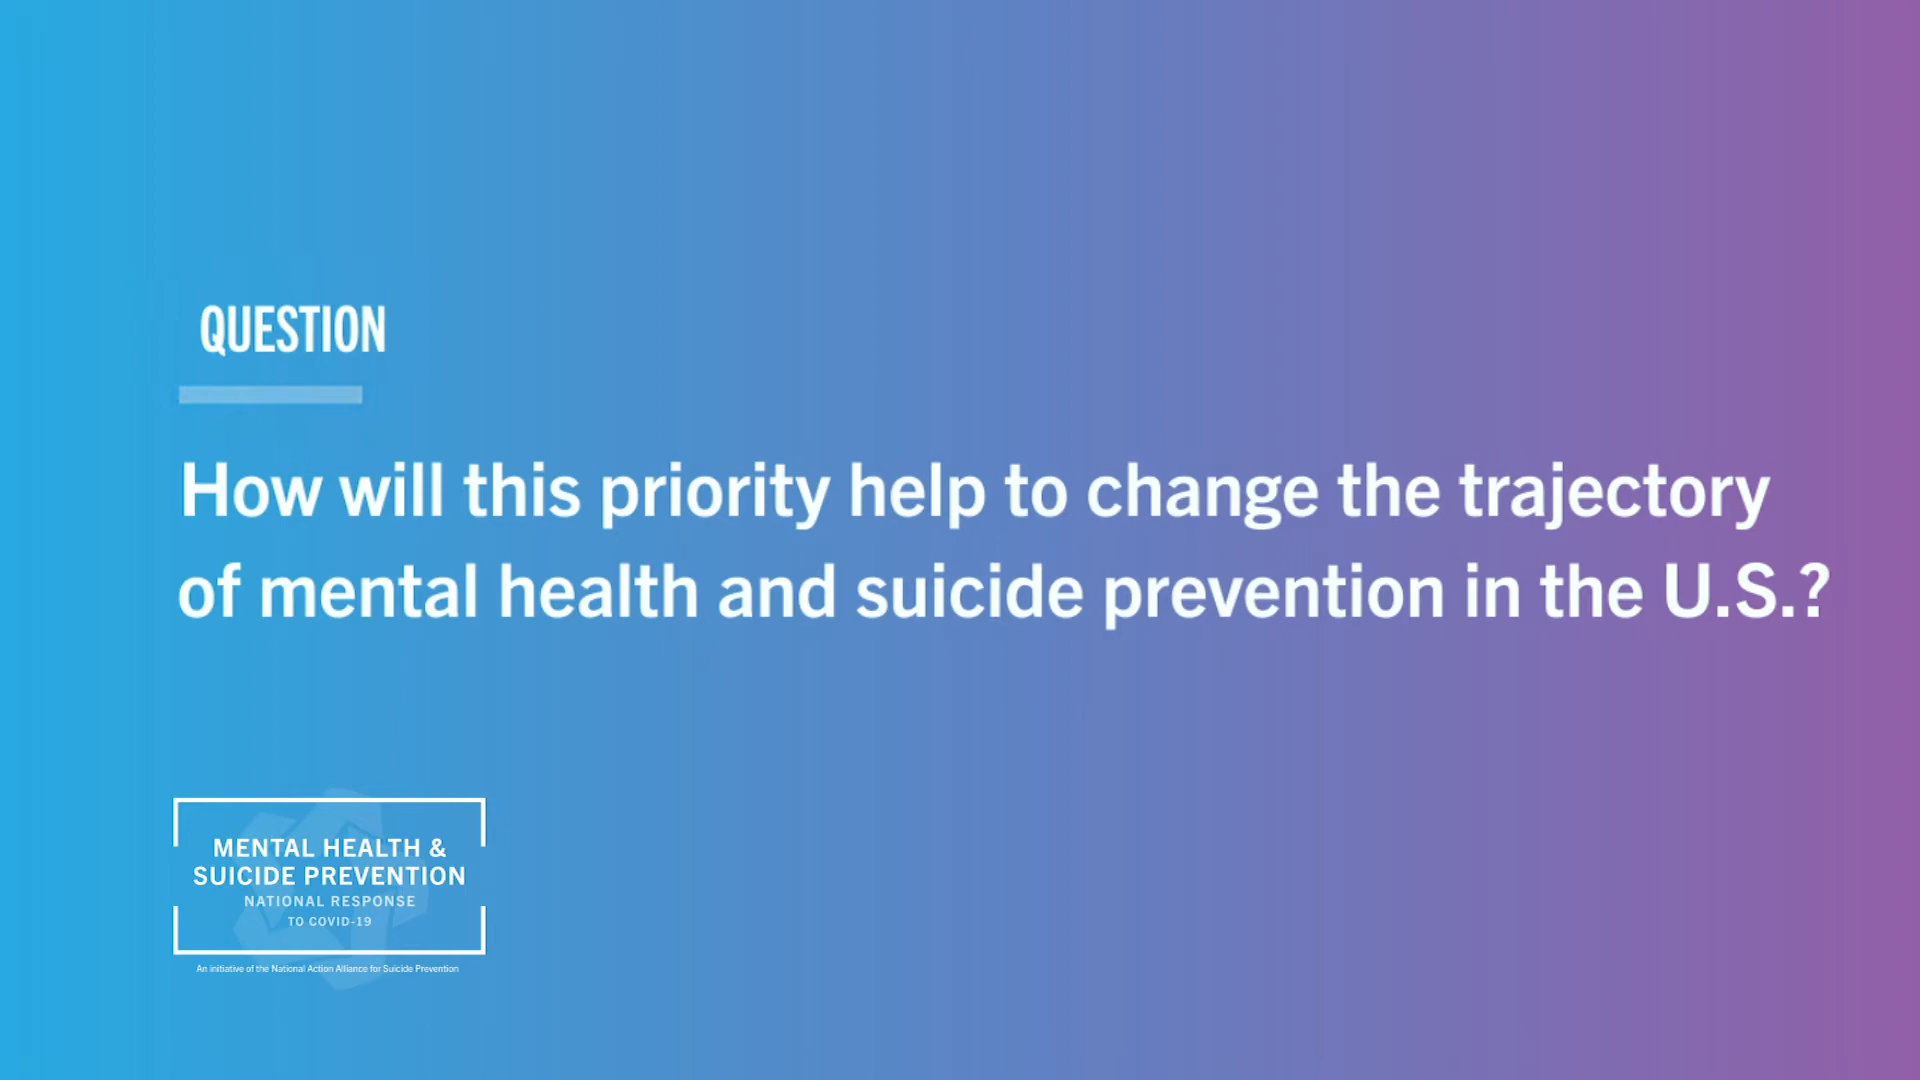 QUESTION
How will this priority help to change the trajectory
of mental health and suicide prevention in the U.S.?
MENTAL HEALTH &
SUICIDE PREVENTION
NATIONAL RESPONSE
TO COVID-19
An initiative of the National Action Alliance for Suicide Prevention